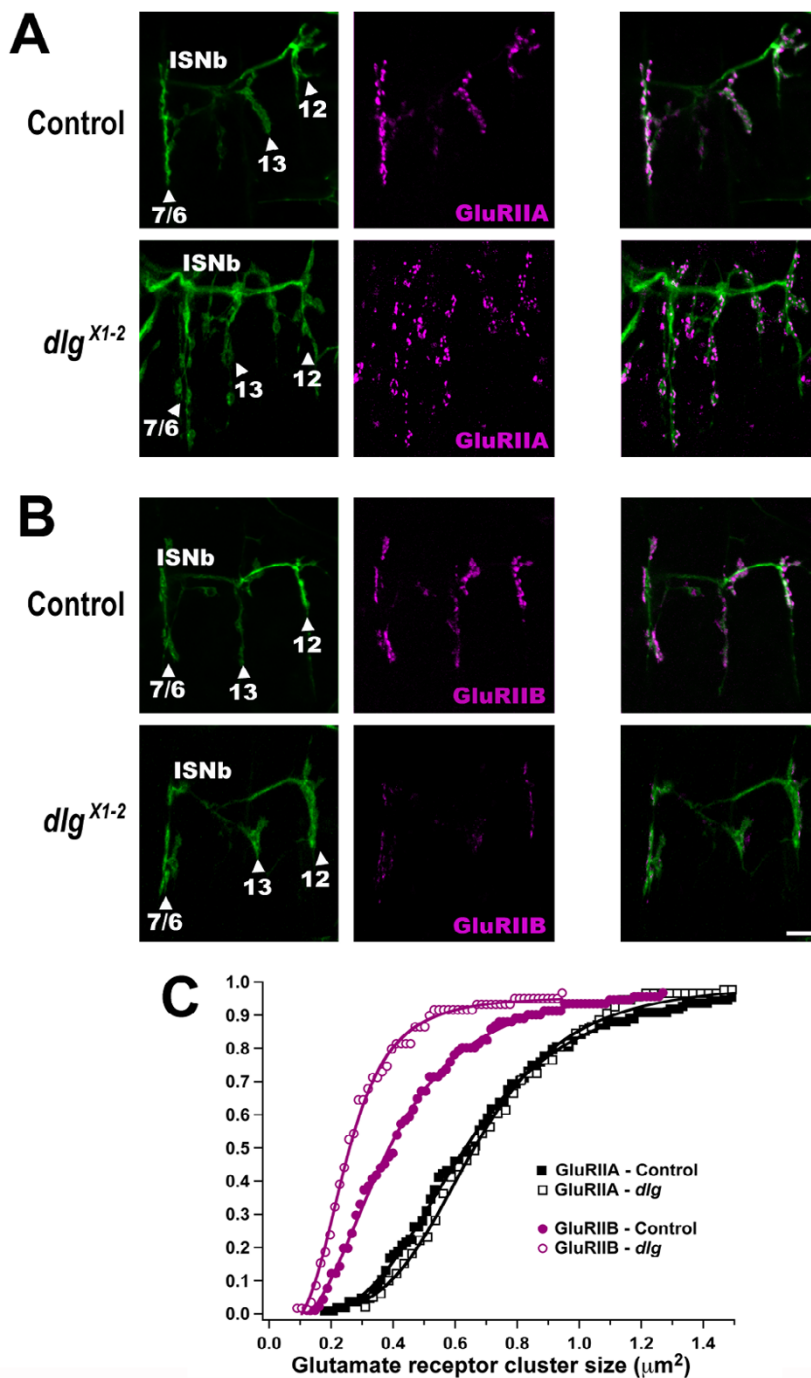 A
Control
ISNb
12
13
7/6
GluRIIA
dlg X1-2
ISNb
13
12
7/6
GluRIIA
B
Control
ISNb
12
7/6
13
GluRIIB
dlg X1-2
ISNb
13
12
7/6
GluRIIB
C
1.0
0.9
0.8
0.7
0.6
0.5
0.4
0.3
0.2
0.1
0.0
GluRIIA - Control
GluRIIA - dlg
GluRIIB - Control
GluRIIB - dlg
0.0 0.2 0.4 0.6 0.8 1.0 1.2 1.4
Glutamate receptor cluster size (μm²)